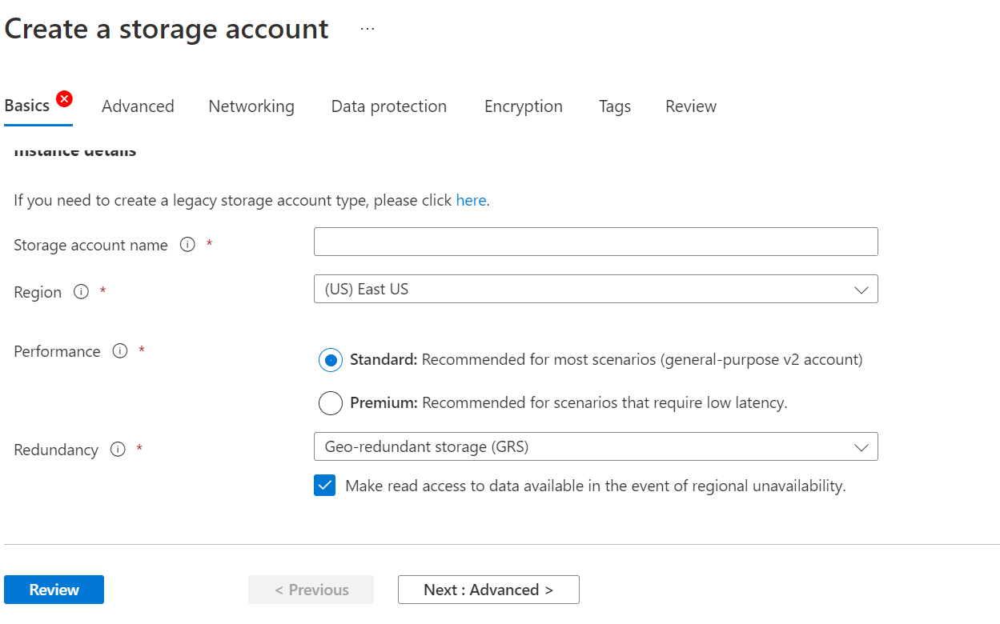 Create a storage account ...
Basics Advanced Networking Data protection Encryption Tags Review
Instance details
If you need to create a legacy storage account type, please click here.
Storage account name *
Region * (US) East US
Performance * Standard: Recommended for most scenarios (general-purpose v2 account)
Premium: Recommended for scenarios that require low latency.
Redundancy * Geo-redundant storage (GRS)
Make read access to data available in the event of regional unavailability.
Review < Previous Next : Advanced >